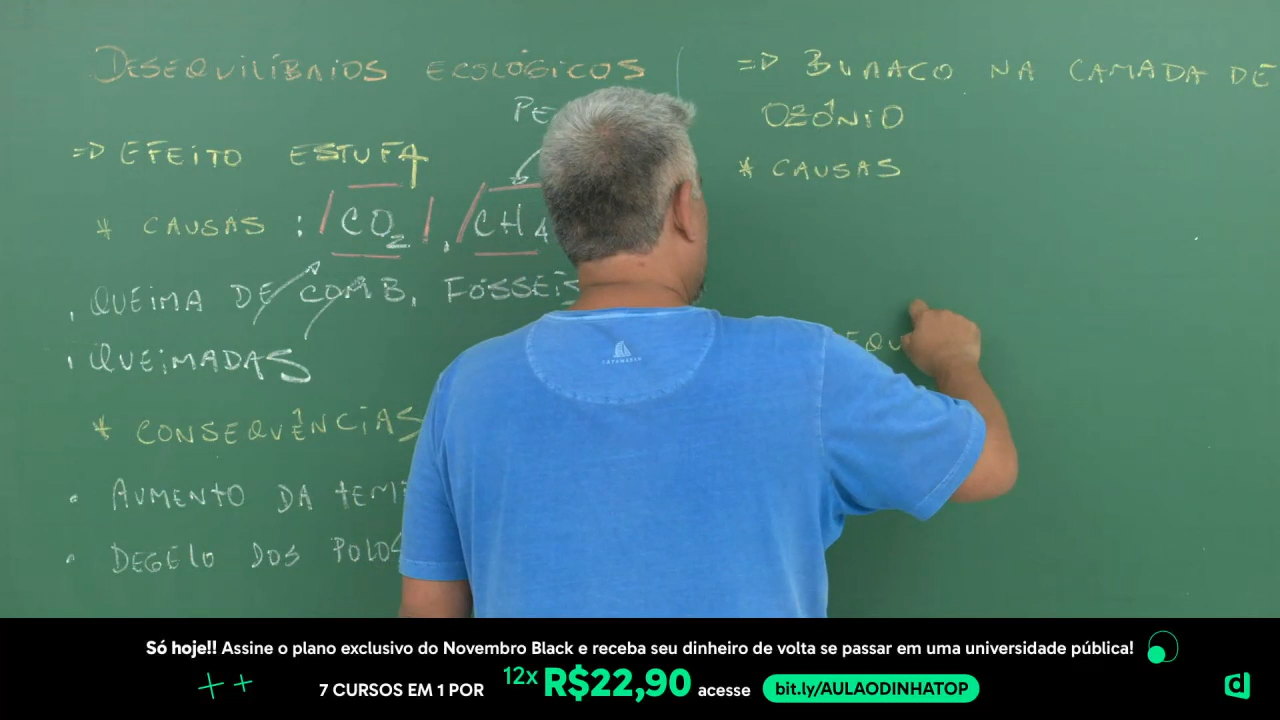 DESEQUILÍBRIOS ECOLÓGICOS
=> EFEITO ESTUFA
* CAUSAS : CO2, CH4
. QUEIMA DE COMB. FÓSSEIS
. QUEIMADAS
* CONSEQUÊNCIAS
. AUMENTO DA TEMP
. DEGELO DOS POLOS
=> BURACO NA CAMADA DE
OZÔNIO
* CAUSAS
Só hoje!! Assine o plano exclusivo do Novembro Black e receba seu dinheiro de volta se passar em uma universidade pública!
7 CURSOS EM 1 POR 12x R$22,90 acesse bit.ly/AULAODINHATOP